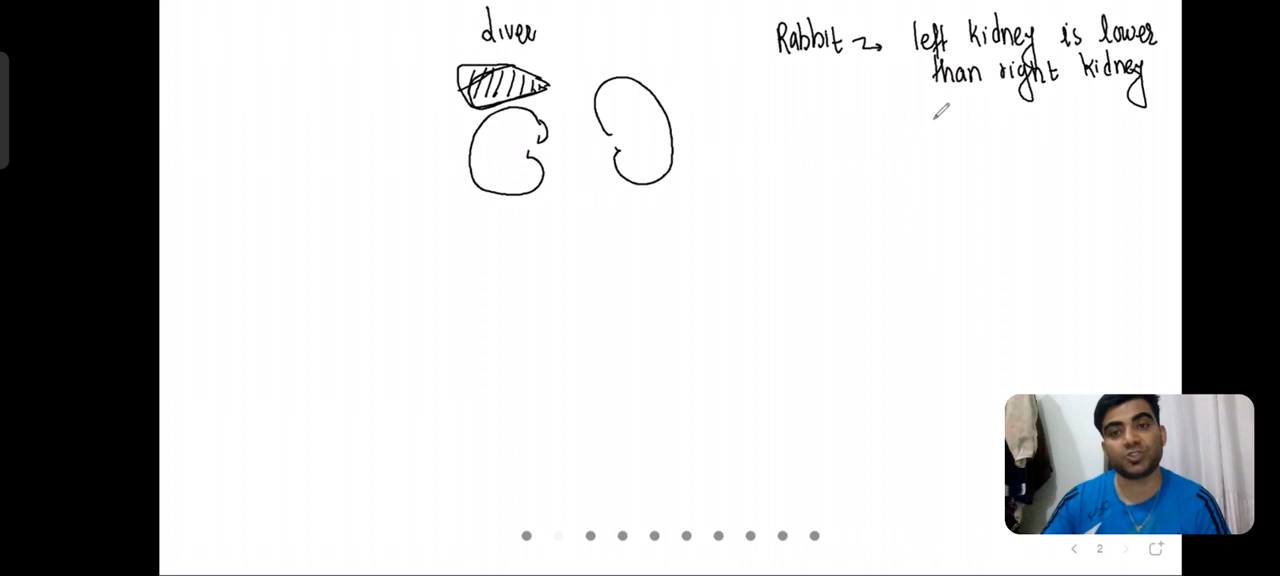 liver
Rabbit → left kidney is lower
than right kidney
2